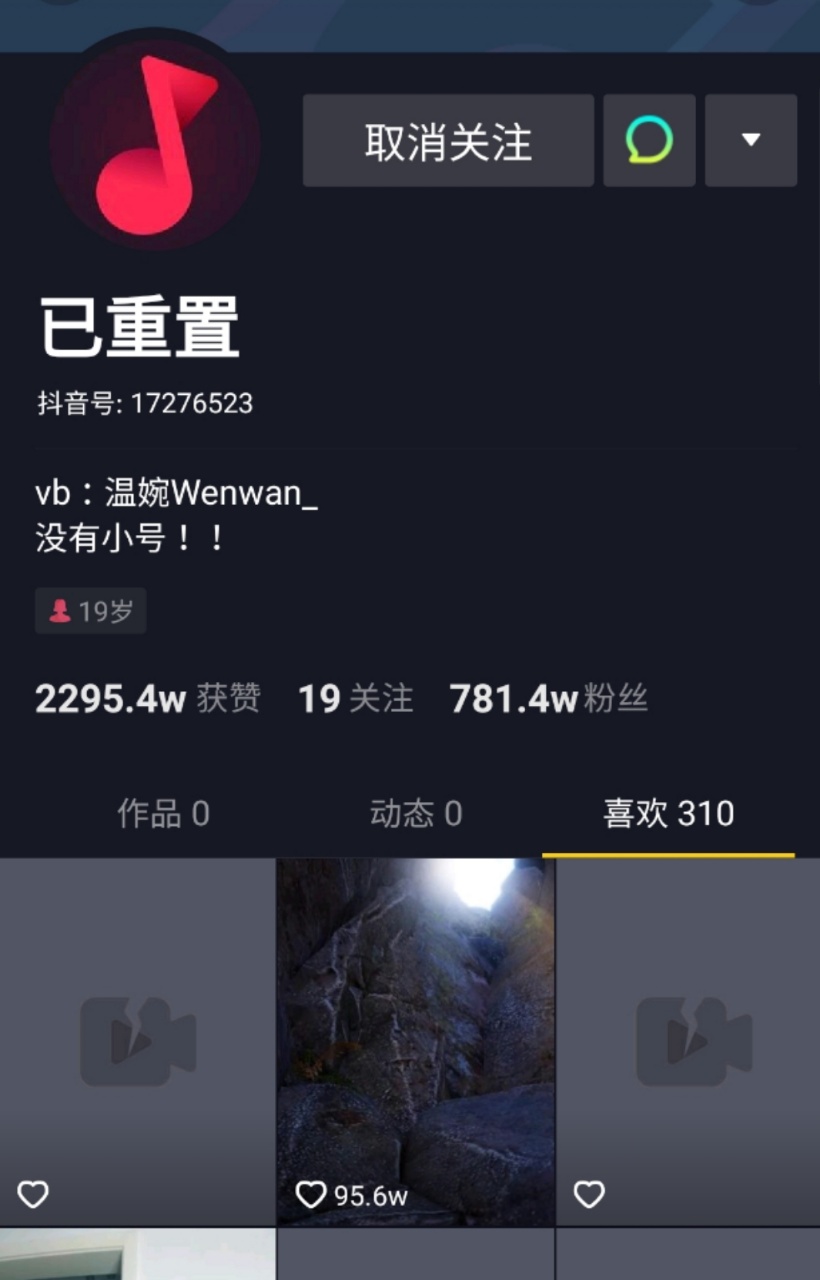 取消关注
已重置
抖音号: 17276523
vb：温婉Wenwan_
没有小号！！
19岁
2295.4w 获赞 19 关注 781.4w 粉丝
作品 0 动态 0 喜欢 310
95.6w